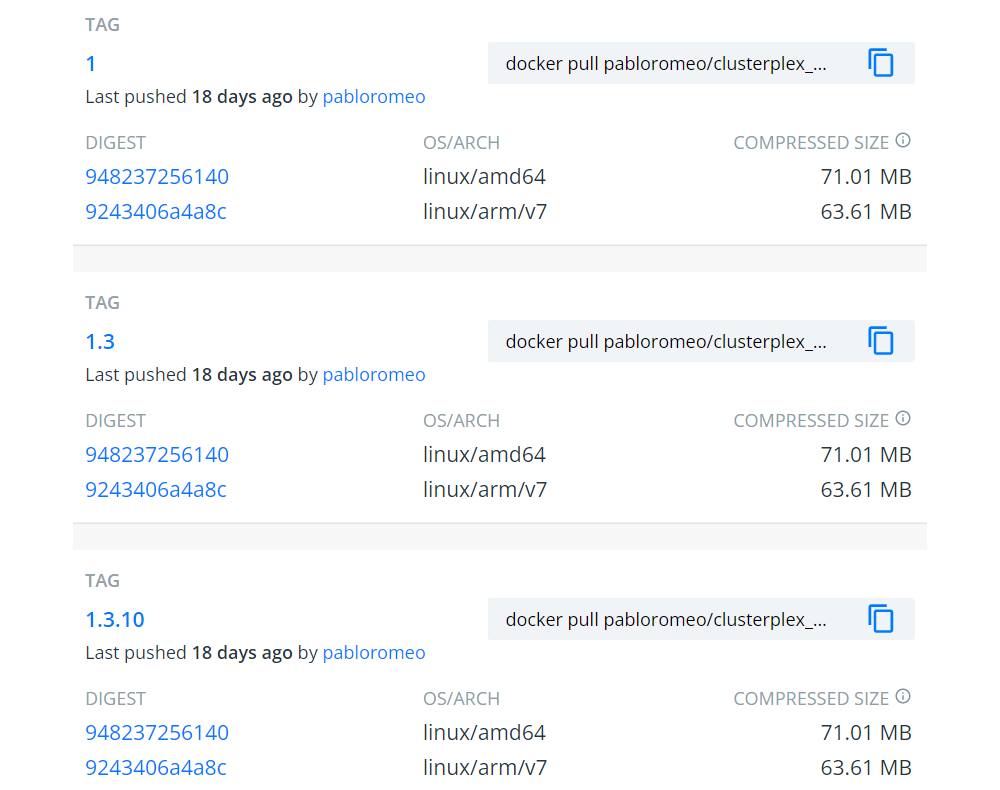 TAG
1 docker pull pabloromeo/clusterplex_...
Last pushed 18 days ago by pabloromeo
DIGEST OS/ARCH COMPRESSED SIZE
948237256140 linux/amd64 71.01 MB
9243406a4a8c linux/arm/v7 63.61 MB
TAG
1.3 docker pull pabloromeo/clusterplex_...
Last pushed 18 days ago by pabloromeo
DIGEST OS/ARCH COMPRESSED SIZE
948237256140 linux/amd64 71.01 MB
9243406a4a8c linux/arm/v7 63.61 MB
TAG
1.3.10 docker pull pabloromeo/clusterplex_...
Last pushed 18 days ago by pabloromeo
DIGEST OS/ARCH COMPRESSED SIZE
948237256140 linux/amd64 71.01 MB
9243406a4a8c linux/arm/v7 63.61 MB